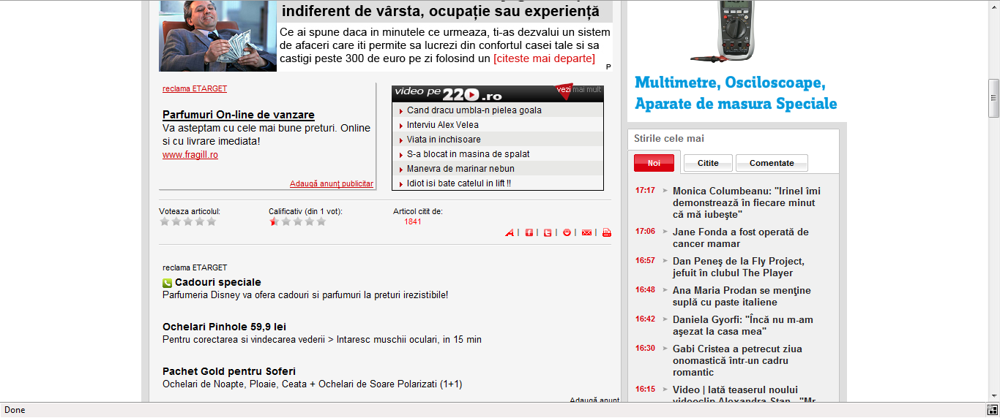 indiferent de vârsta, ocupație sau experiență
Ce ai spune daca in minutele ce urmeaza, ti-as dezvalui un sistem
de afaceri care iti permite sa lucrezi din confortul casei tale si sa
castigi peste 300 de euro pe zi folosind un [citeste mai departe]
P
reclama ETARGET
Parfumuri On-line de vanzare
Va asteptam cu cele mai bune preturi. Online
si cu livrare imediata!
www.fragill.ro
Adaugă anunţ publicitar
video pe 220.ro
vezi mai mult
Cand dracu umbla-n pielea goala
Interviu Alex Velea
Viata in inchisoare
S-a blocat in masina de spalat
Manevra de marinar nebun
Idiot isi bate catelul in lift !!
Voteaza articolul:
Calificativ (din 1 vot):
Articol citit de:
1841
reclama ETARGET
Cadouri speciale
Parfumeria Disney va ofera cadouri si parfumuri la preturi irezistibile!
Ochelari Pinhole 59,9 lei
Pentru corectarea si vindecarea vederii > Intaresc muschii oculari, in 15 min
Pachet Gold pentru Soferi
Ochelari de Noapte, Ploaie, Ceata + Ochelari de Soare Polarizati (1+1)
Adaugă anunţ
Multimetre, Osciloscoape,
Aparate de masura Speciale
Stirile cele mai
Noi
Citite
Comentate
17:17 Monica Columbeanu: "Irinel îmi
demonstrează în fiecare minut
că mă iubeşte"
17:06 Jane Fonda a fost operată de
cancer mamar
16:57 Dan Peneş de la Fly Project,
jefuit în clubul The Player
16:48 Ana Maria Prodan se menţine
suplă cu paste italiene
16:42 Daniela Gyorfi: "Încă nu m-am
aşezat la casa mea"
16:30 Gabi Cristea a petrecut ziua
onomastică într-un cadru
romantic
16:15 Video | Iată teaserul noului
videoclip Alexandra Stan - "Mr
Done